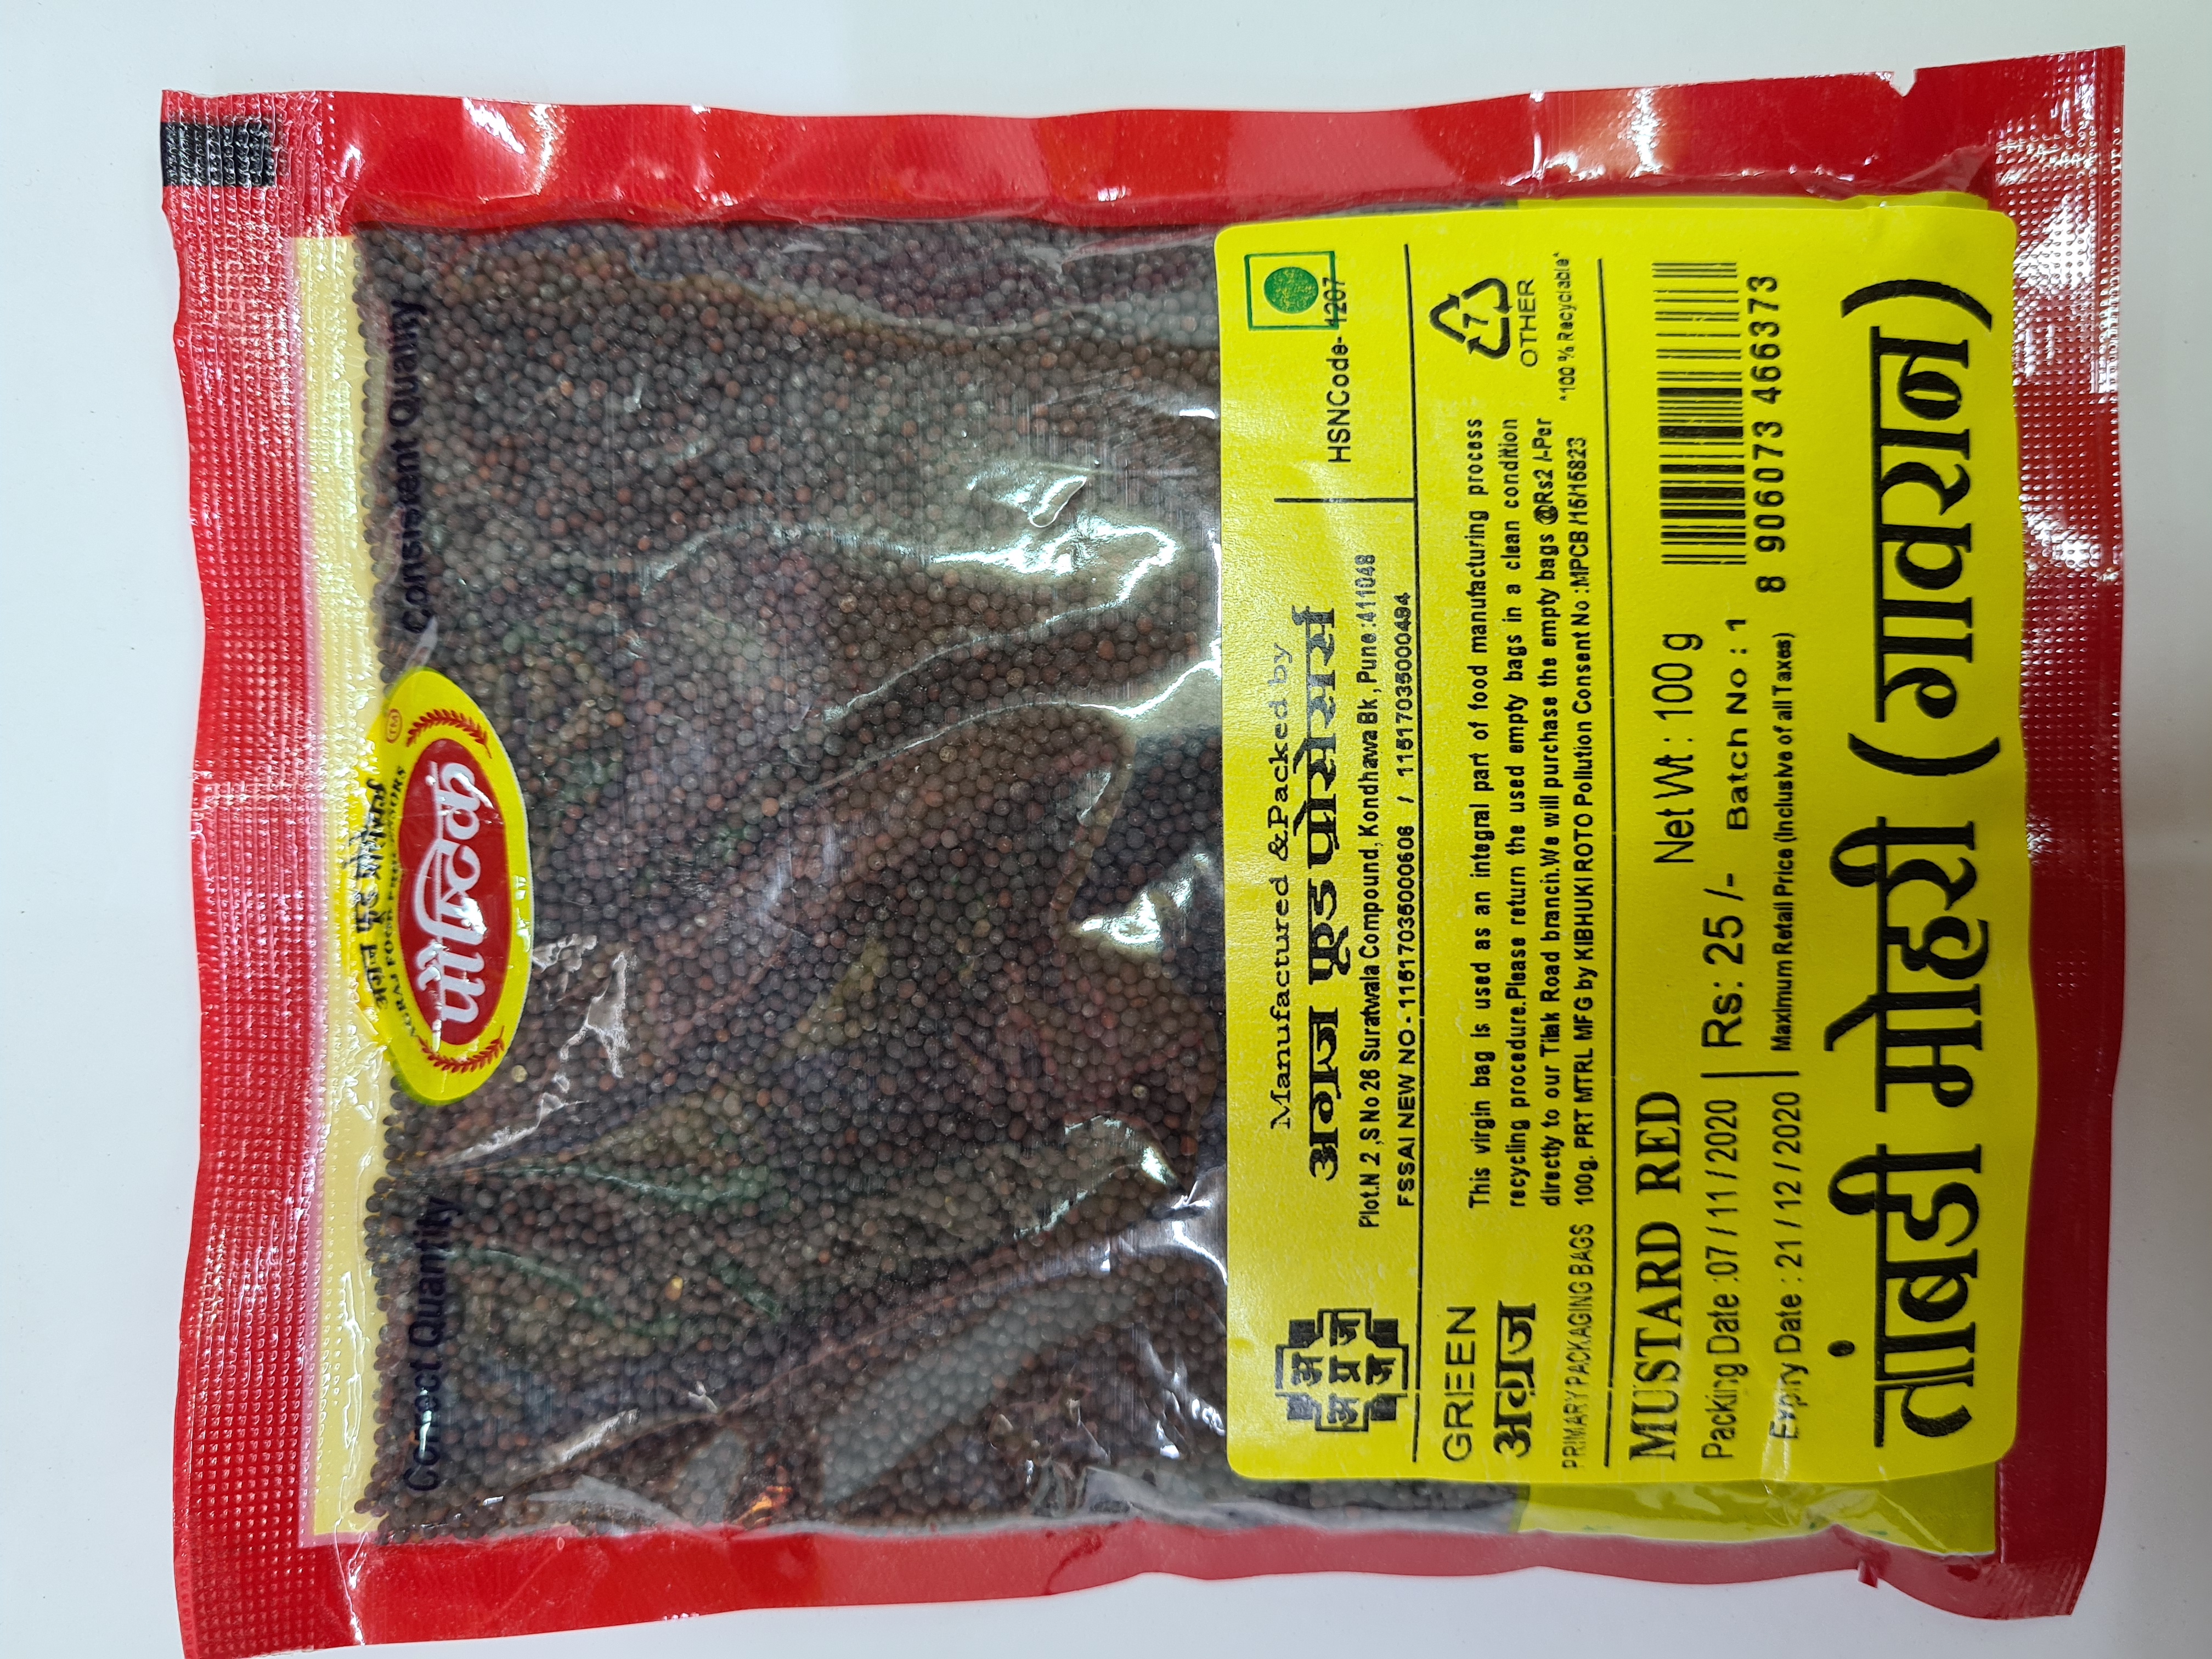 अग्रज फूड प्रोसेसर्स
AGRAJ FOOD PROCESSORS
TM
Correct Quantity
पौष्टिक
Consistent Quality
Manufactured &Packed by
अग्रज फूड प्रोसेसर्स
Plot.N 2 ,S No 26 Suratwala Compound, Kondhawa Bk , Pune :411048
FSSAI NEW NO - 11517035000606 / 11517035000494
HSNCode- 1207
अ
अ ग्र ज
ज
GREEN
अग्रज
PRIMARY PACKAGING BAGS
This virgin bag is used as an integral part of food manufacturing process
recycling procedure.Please return the used empty bags in a clean condition
directly to our Tilak Road branch.We will purchase the empty bags @Rs2 /-Per
100g. PRT MTRL MFG by KIBHUKI ROTO Pollution Consent No :MPCB /15/15823
7
OTHER
*100 % Recyclable*
MUSTARD RED
Net Wt : 100 g
Packing Date :07 / 11 / 2020
Rs: 25 /-
Batch No : 1
Expiry Date : 21 / 12 / 2020
Maximum Retail Price (Inclusive of all Taxes)
8 906073 466373
तांबडी मोहरी (गावरान)